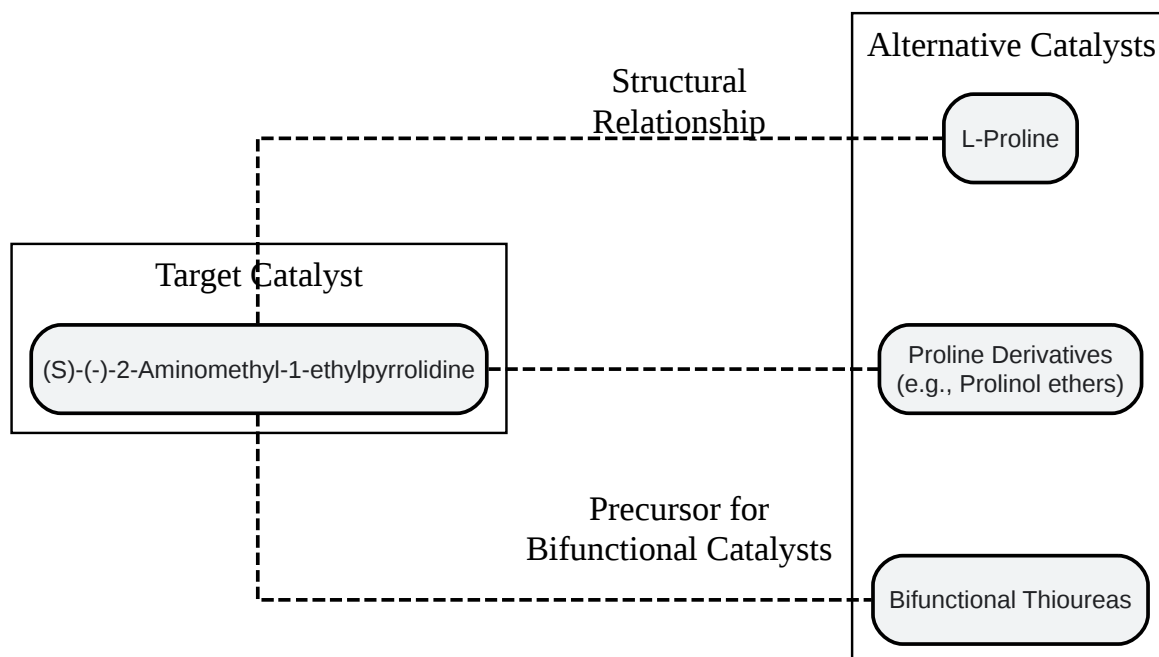 Alternative Catalysts
Structural
Relationship
L-Proline
Target Catalyst
(S)-(-)-2-Aminomethyl-1-ethylpyrrolidine
Proline Derivatives
(e.g., Prolinol ethers)
Precursor for
Bifunctional Catalysts
Bifunctional Thioureas